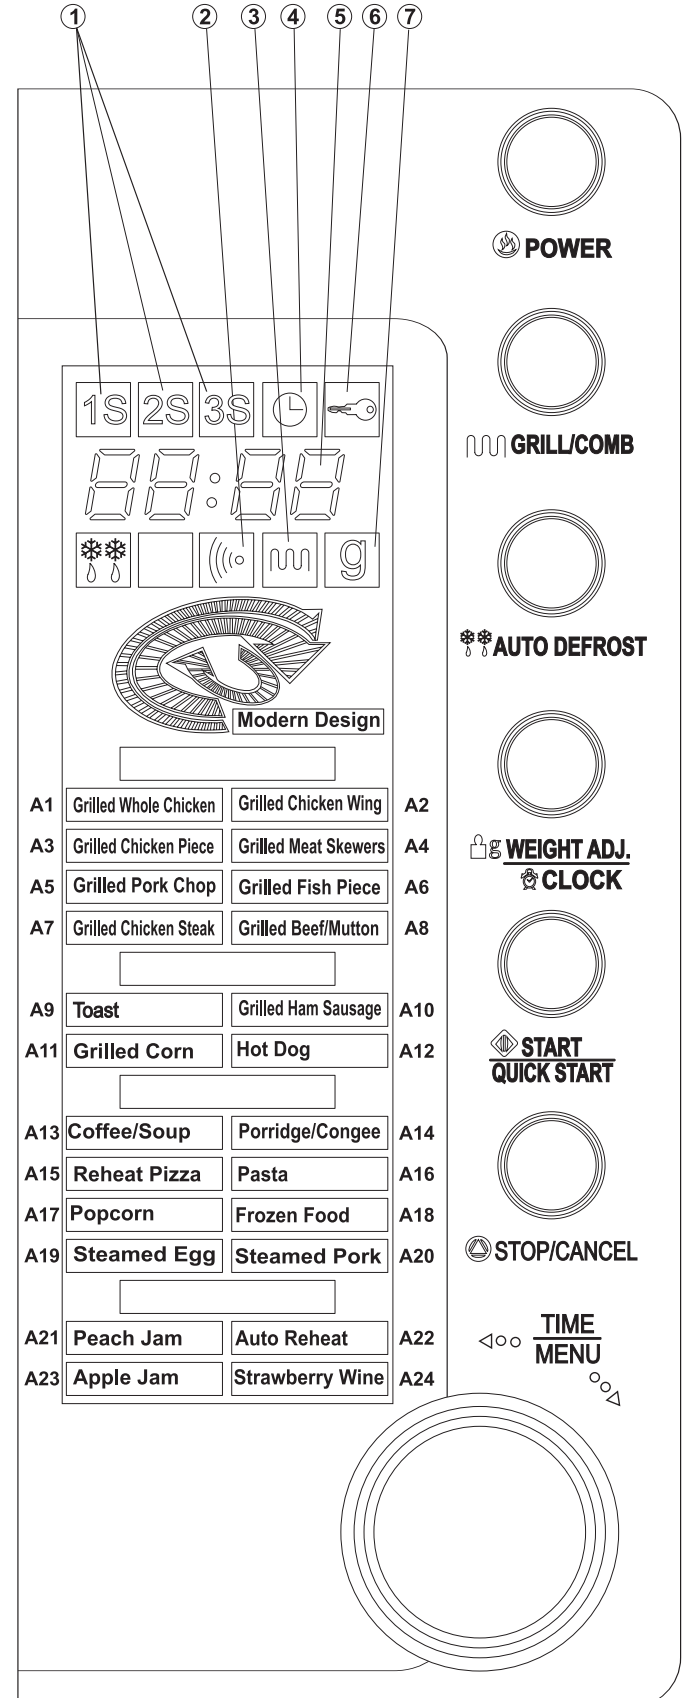 ① ② ③ ④ ⑤ ⑥ ⑦
POWER
GRILL/COMB
AUTO DEFROST
g WEIGHT ADJ.
CLOCK
START
QUICK START
STOP/CANCEL
TIME
MENU
1S 2S 3S
88:88
g
Modern Design
A1 Grilled Whole Chicken Grilled Chicken Wing A2
A3 Grilled Chicken Piece Grilled Meat Skewers A4
A5 Grilled Pork Chop Grilled Fish Piece A6
A7 Grilled Chicken Steak Grilled Beef/Mutton A8
A9 Toast Grilled Ham Sausage A10
A11 Grilled Corn Hot Dog A12
A13 Coffee/Soup Porridge/Congee A14
A15 Reheat Pizza Pasta A16
A17 Popcorn Frozen Food A18
A19 Steamed Egg Steamed Pork A20
A21 Peach Jam Auto Reheat A22
A23 Apple Jam Strawberry Wine A24